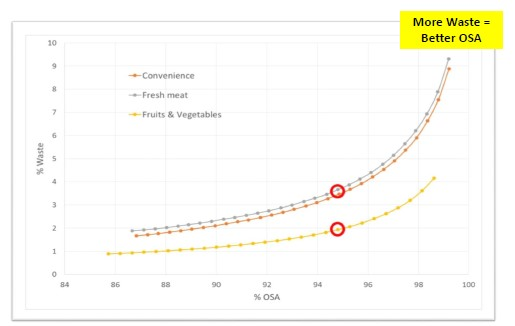 More Waste =
Better OSA
10
9
8
7
6
5
4
3
2
1
0
% Waste
Convenience
Fresh meat
Fruits & Vegetables
84 86 88 90 92 94 96 98 100
% OSA